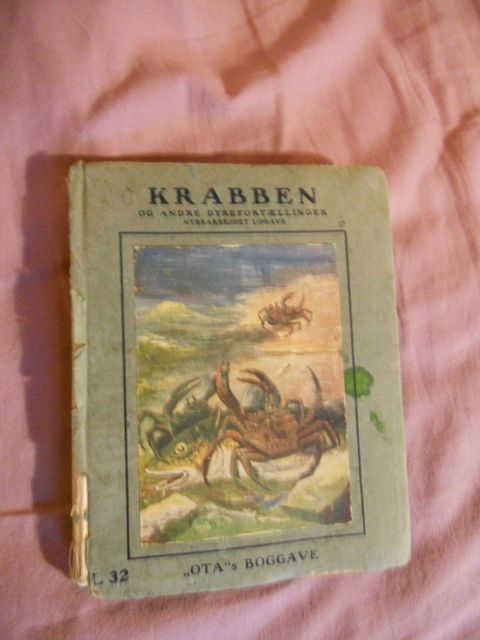 KRABBEN
OG ANDRE DYREFORTÆLLINGER
NYBEARBEJDET UDGAVE
L 32
„OTA"s BOGGAVE